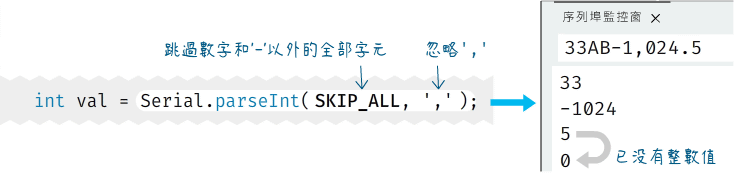 序列埠監控窗 ×
33AB-1,024.5
跳過數字和'-'以外的全部字元
忽略','
int val = Serial.parseInt(SKIP_ALL, ',');
33
-1024
5
0
已沒有整數值